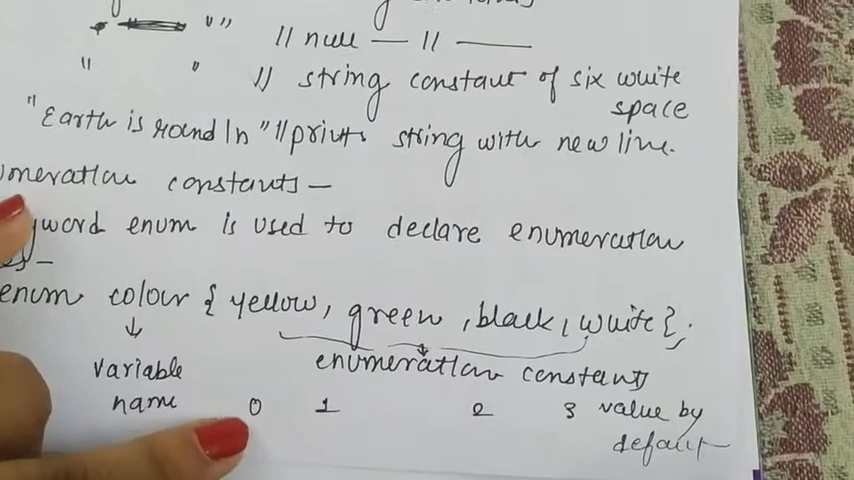 " " // null — // —
" " // string constant of six white
space
"Earth is round \n" // prints string with new line.
constants —
enum is used to declare enumeration
enum colour { yellow, green, black, white };
↓ ↓
variable enumeration constant
name
0 1 2 3 value by
default